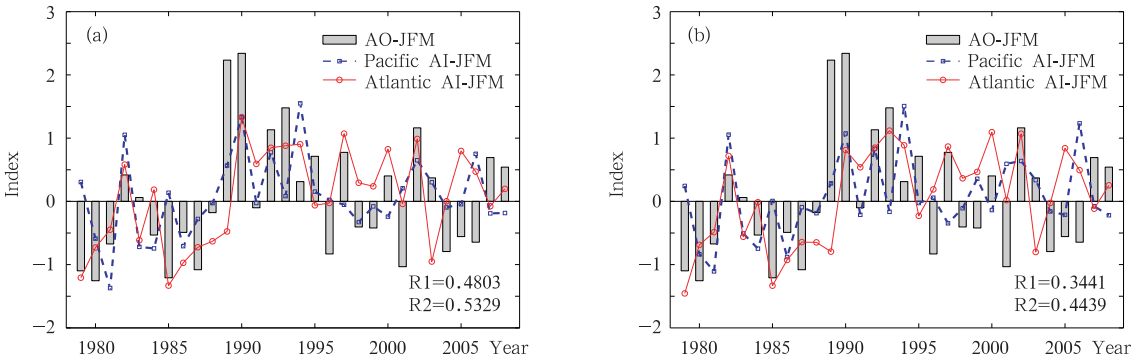 3
2
1
0
−1
−2
Index
(a)
AO-JFM
Pacific AI-JFM
Atlantic AI-JFM
R1=0.4803
R2=0.5329
1980 1985 1990 1995 2000 2005 Year
3
2
1
0
−1
−2
Index
(b)
AO-JFM
Pacific AI-JFM
Atlantic AI-JFM
R1=0.3441
R2=0.4439
1980 1985 1990 1995 2000 2005 Year